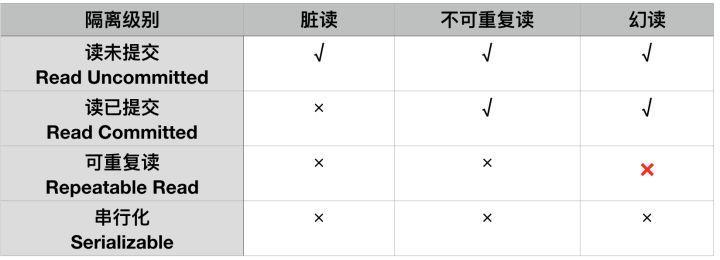 隔离级别 脏读 不可重复读 幻读
读未提交 √ √ √
Read Uncommitted
读已提交 × √ √
Read Committed
可重复读 × × ×
Repeatable Read
串行化 × × ×
Serializable